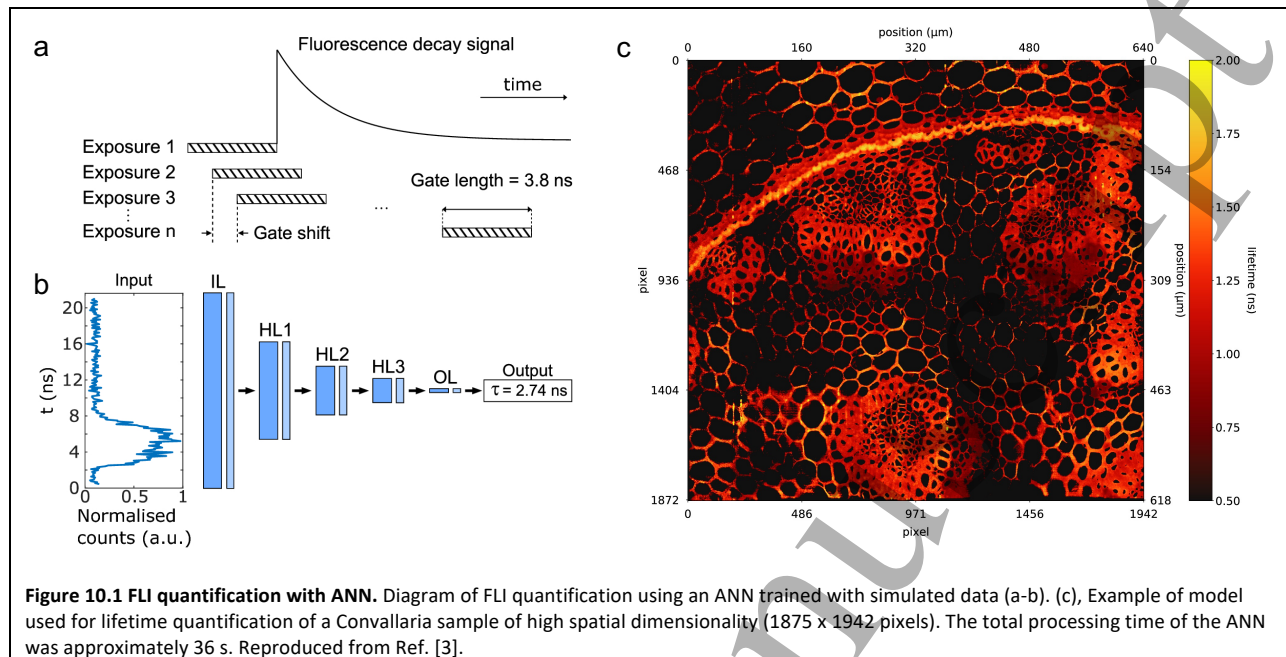 a
Fluorescence decay signal
time
Exposure 1
Exposure 2
Exposure 3
⋮
...
Exposure n
Gate shift
Gate length = 3.8 ns
b
Input
20
16
12
8
4
0
t (ns)
0 0.5 1
Normalised
counts (a.u.)
IL
HL1
HL2
HL3
OL
Output
τ = 2.74 ns
c
position (µm)
0 160 320 480 640
0
468
936
1404
1872
pixel
0 486 971 1456 1942
pixel
0
154
309
463
618
position (µm)
lifetime (ns)
2.00
1.75
1.50
1.25
1.00
0.75
0.50
Figure 10.1 FLI quantification with ANN. Diagram of FLI quantification using an ANN trained with simulated data (a-b). (c), Example of model
used for lifetime quantification of a Convallaria sample of high spatial dimensionality (1875 x 1942 pixels). The total processing time of the ANN
was approximately 36 s. Reproduced from Ref. [3].